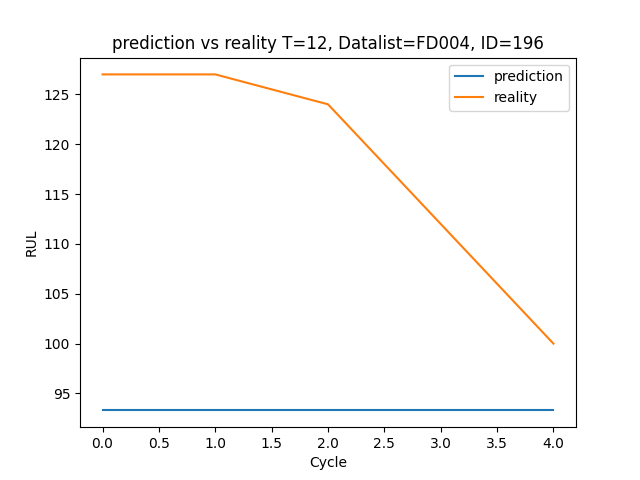 prediction vs reality T=12, Datalist=FD004, ID=196
prediction
reality
125
120
115
110
105
100
95
RUL
0.0 0.5 1.0 1.5 2.0 2.5 3.0 3.5 4.0
Cycle